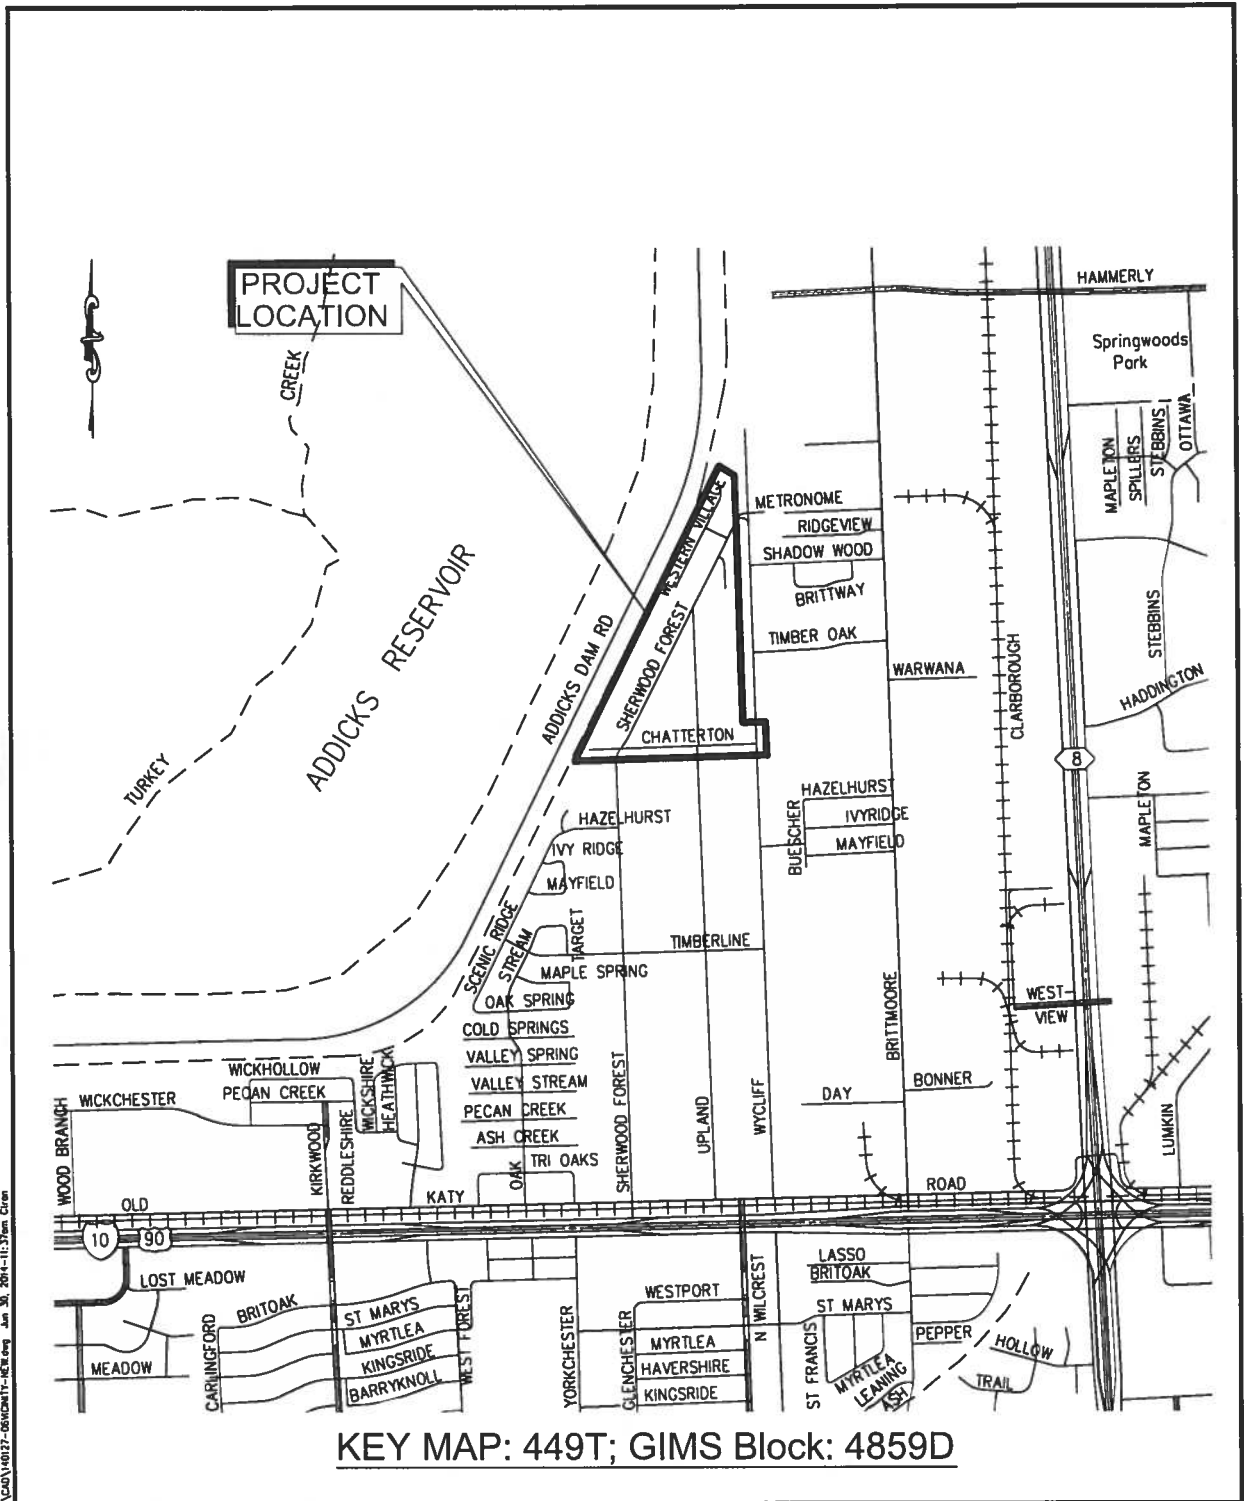 PROJECT
LOCATION
HAMMERLY
Springwoods
Park
CREEK
MAPLETON
SPILLERS
STEBBINS
OTTAWA
METRONOME
RIDGEVIEW
SHADOW WOOD
BRITTWAY
WESTERN VILLAGE
SHERWOOD FOREST
ADDICKS DAM RD
ADDICKS RESERVOIR
TIMBER OAK
WARWANA
CLARBOROUGH
STEBBINS
HADDINGTON
CHATTERTON
8
TURKEY
HAZELHURST
IVY RIDGE
MAYFIELD
BUESCHER
HAZELHURST
IVYRIDGE
MAYFIELD
MAPLETON
SCENIC RIDGE
STREAM
TARGET
TIMBERLINE
MAPLE SPRING
OAK SPRING
COLD SPRINGS
VALLEY SPRING
VALLEY STREAM
PECAN CREEK
ASH CREEK
TRI OAKS
OAK
SHERWOOD FOREST
UPLAND
WYCLIFF
BRITTMOORE
WEST-
VIEW
DAY
BONNER
LUMKIN
WICKHOLLOW
PECAN CREEK
WICKCHESTER
WOOD BRANCH
KIRKWOOD
REDDLESHIRE
WICKSHIRE
HEATHWICK
OLD
KATY
ROAD
10
90
LOST MEADOW
MEADOW
CARLINGFORD
BRITOAK
ST MARYS
MYRTLEA
KINGSRIDE
BARRYKNOLL
WEST FOREST
YORKCHESTER
GLENCHESTER
WESTPORT
MYRTLEA
HAVERSHIRE
KINGSRIDE
N WILCREST
LASSO
BRITOAK
ST MARYS
ST FRANCIS
MYRTLEA
LEANING
ASH
PEPPER
HOLLOW
TRAIL
KEY MAP: 449T; GIMS Block: 4859D